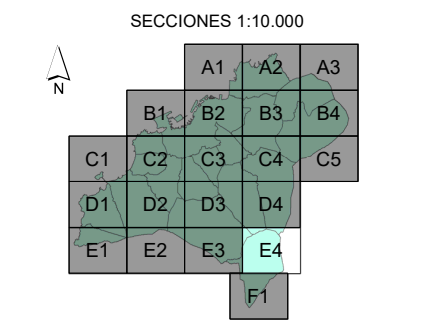 SECCIONES 1:10.000
N
A1 A2 A3
B1 B2 B3 B4
C1 C2 C3 C4 C5
D1 D2 D3 D4
E1 E2 E3 E4
F1